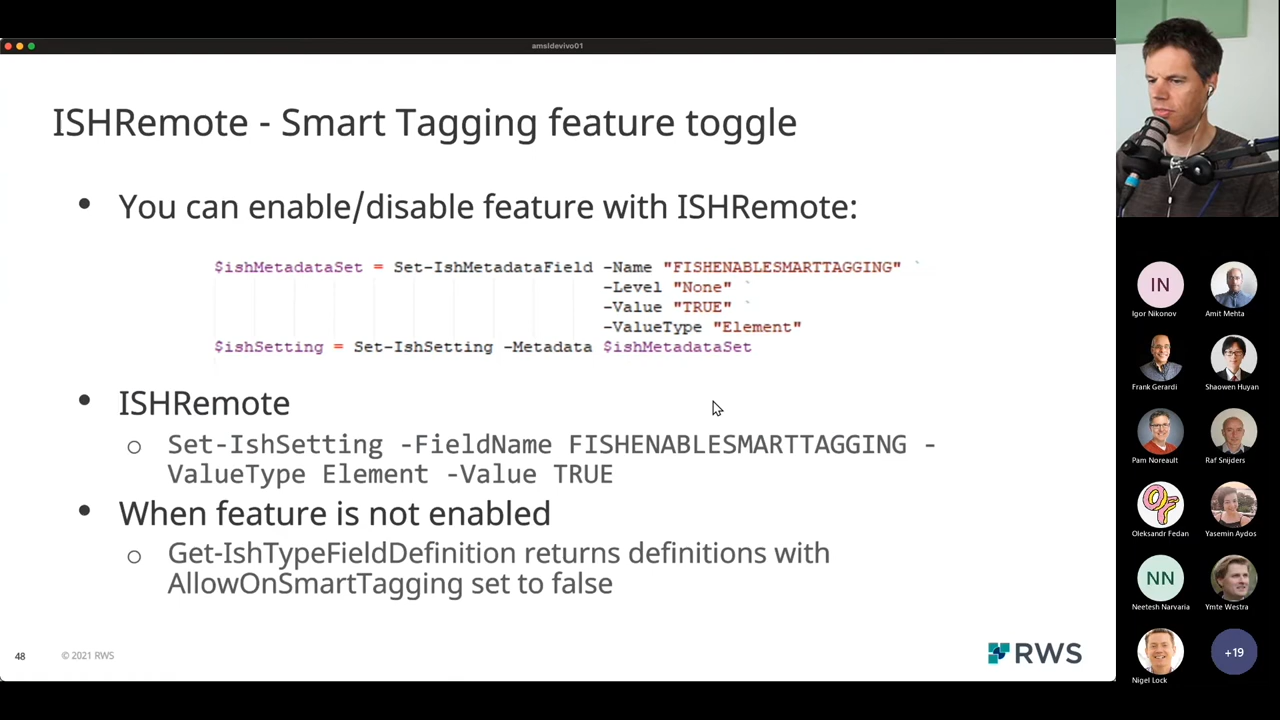 amsldevivo01
ISHRemote - Smart Tagging feature toggle
• You can enable/disable feature with ISHRemote:
$ishMetadataSet = Set-IshMetadataField -Name "FISHENABLESMARTTAGGING" `
-Level "None" `
-Value "TRUE" `
-ValueType "Element"
$ishSetting = Set-IshSetting -Metadata $ishMetadataSet
• ISHRemote
○ Set-IshSetting -FieldName FISHENABLESMARTTAGGING -
ValueType Element -Value TRUE
• When feature is not enabled
○ Get-IshTypeFieldDefinition returns definitions with
AllowOnSmartTagging set to false
48
© 2021 RWS
RWS
IN
Igor Nikonov
Amit Mehta
Frank Gerardi
Shaowen Huyan
Pam Noreault
Raf Snijders
OF
Oleksandr Fedan
Yasemin Aydos
NN
Neetesh Narvaria
Ymte Westra
+19
Nigel Lock